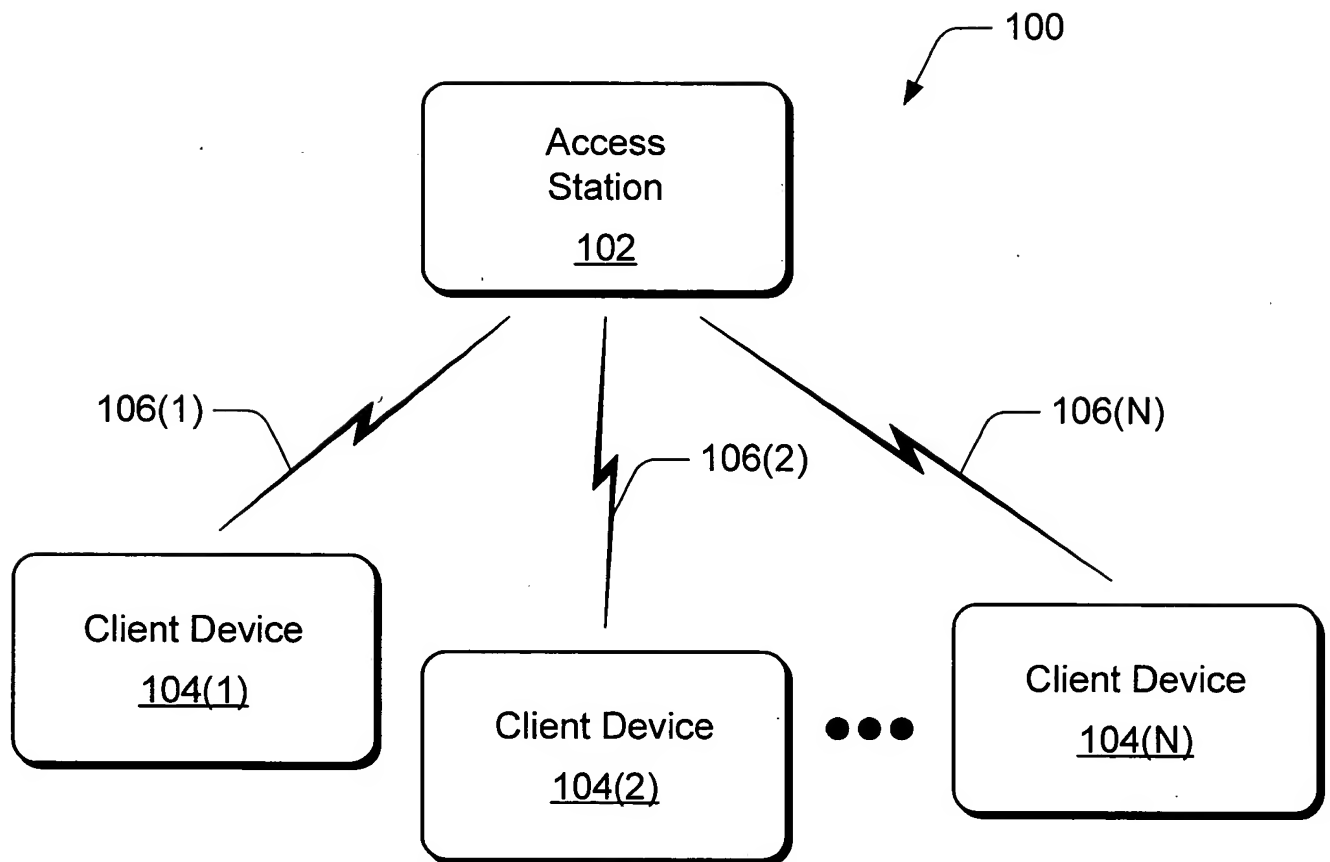 100
Access
Station
102
106(1)
106(2)
106(N)
Client Device
104(1)
Client Device
104(2)
Client Device
104(N)